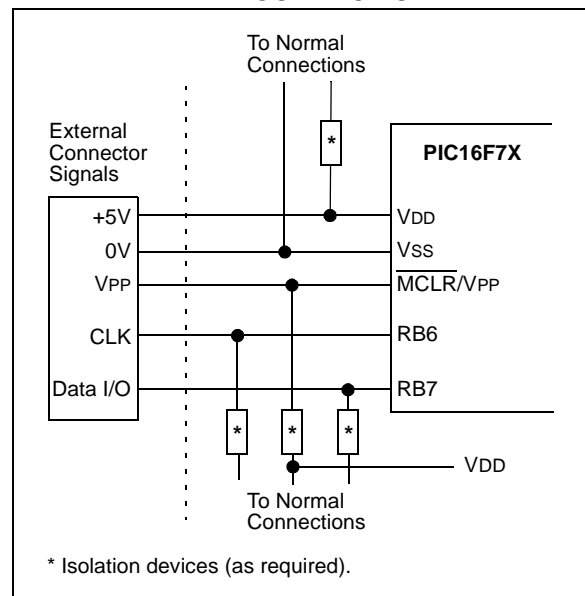 To Normal
Connections
External
Connector
Signals
PIC16F7X
*
+5V
VDD
0V
VSS
VPP
MCLR/VPP
CLK
RB6
Data I/O
RB7
* * *
VDD
To Normal
Connections
* Isolation devices (as required).